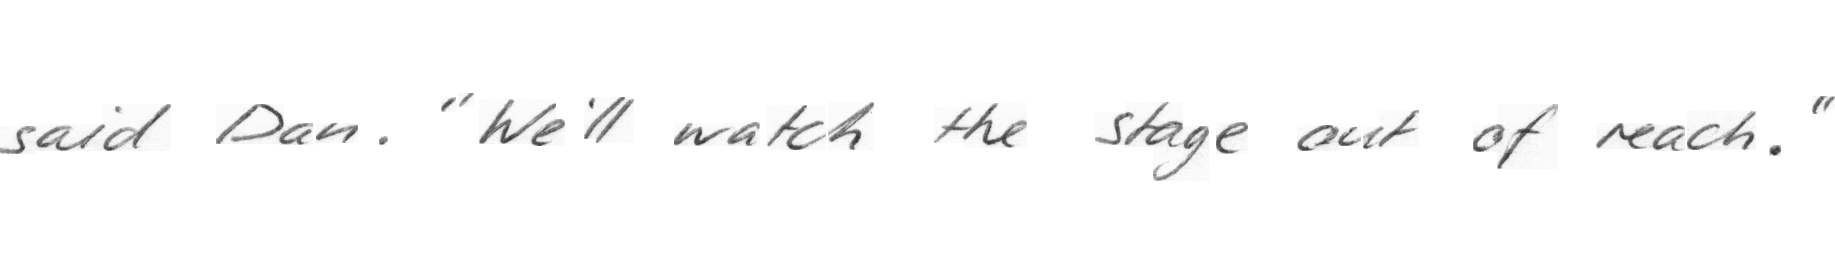 said Dan. "We'll watch the stage out of reach."